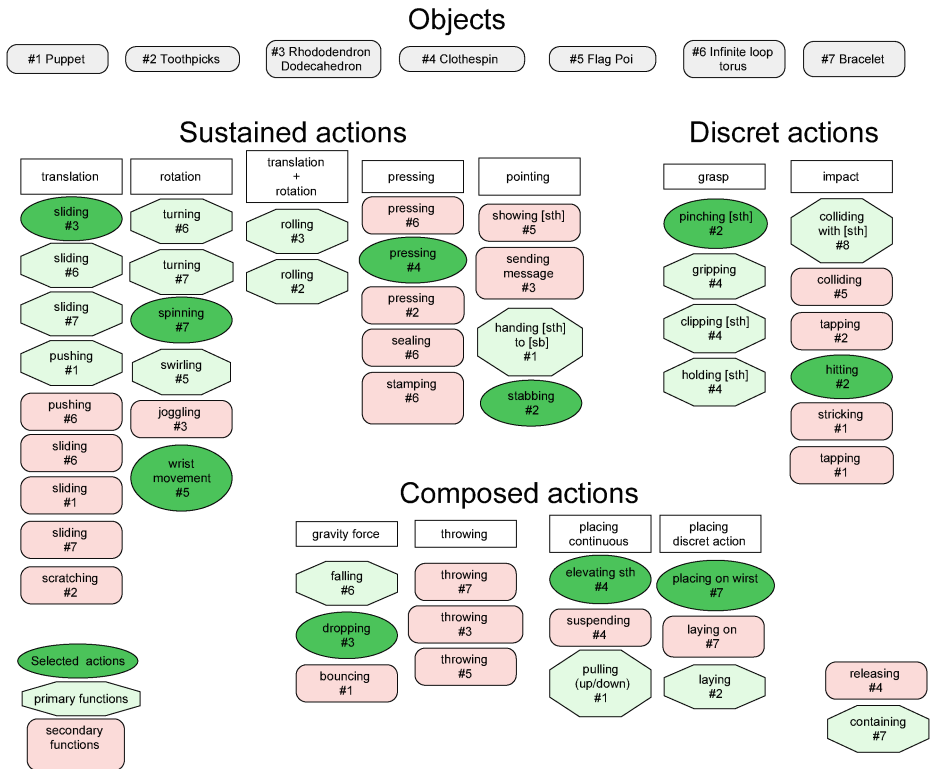 Objects
#1 Puppet
#2 Toothpicks
#3 Rhododendron
Dodecahedron
#4 Clothespin
#5 Flag Poi
#6 Infinite loop
torus
#7 Bracelet
Sustained actions
translation
sliding
#3
sliding
#6
sliding
#7
pushing
#1
pushing
#6
sliding
#6
sliding
#1
sliding
#7
scratching
#2
rotation
turning
#6
turning
#7
spinning
#7
swirling
#5
joggling
#3
wrist
movement
#5
translation
+
rotation
rolling
#3
rolling
#2
pressing
pressing
#6
pressing
#4
pressing
#2
sealing
#6
stamping
#6
pointing
showing [sth]
#5
sending
message
#3
handing [sth]
to [sb]
#1
stabbing
#2
Discret actions
grasp
pinching [sth]
#2
gripping
#4
clipping [sth]
#4
holding [sth]
#4
impact
colliding
with [sth]
#8
colliding
#5
tapping
#2
hitting
#2
stricking
#1
tapping
#1
Composed actions
gravity force
falling
#6
dropping
#3
bouncing
#1
throwing
throwing
#7
throwing
#3
throwing
#5
placing
continuous
elevating sth
#4
suspending
#4
pulling
(up/down)
#1
placing
discret action
placing on wirst
#7
laying on
#7
laying
#2
Selected actions
primary functions
secondary
functions
releasing
#4
containing
#7